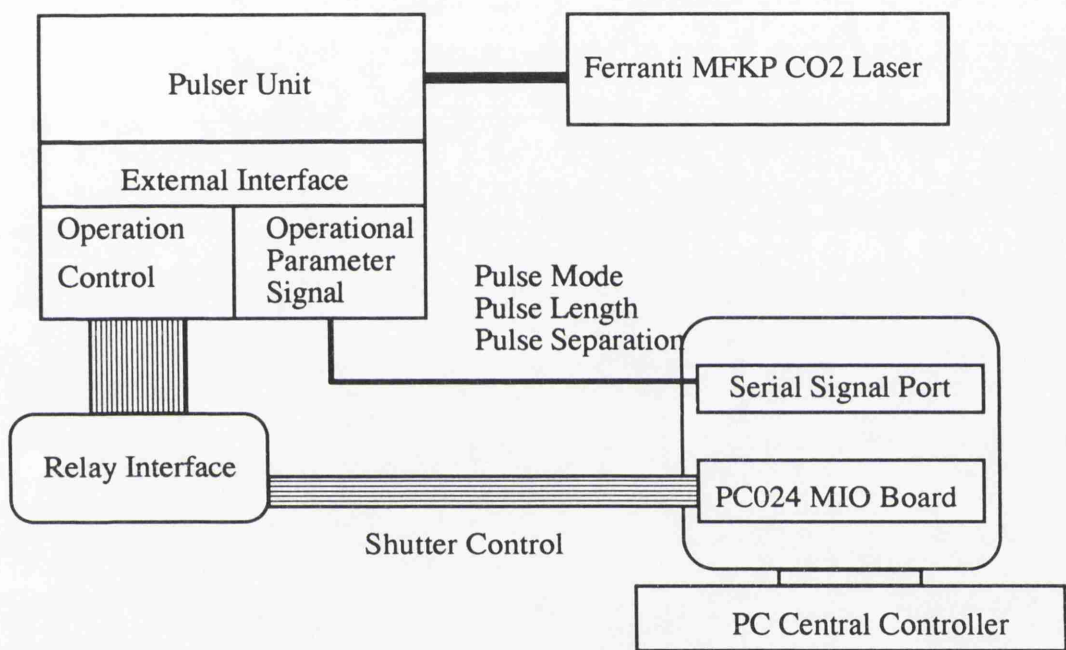 Pulser Unit
Ferranti MFKP CO2 Laser
External Interface
Operation
Control
Operational
Parameter
Signal
Pulse Mode
Pulse Length
Pulse Separation
Serial Signal Port
Relay Interface
PC024 MIO Board
Shutter Control
PC Central Controller